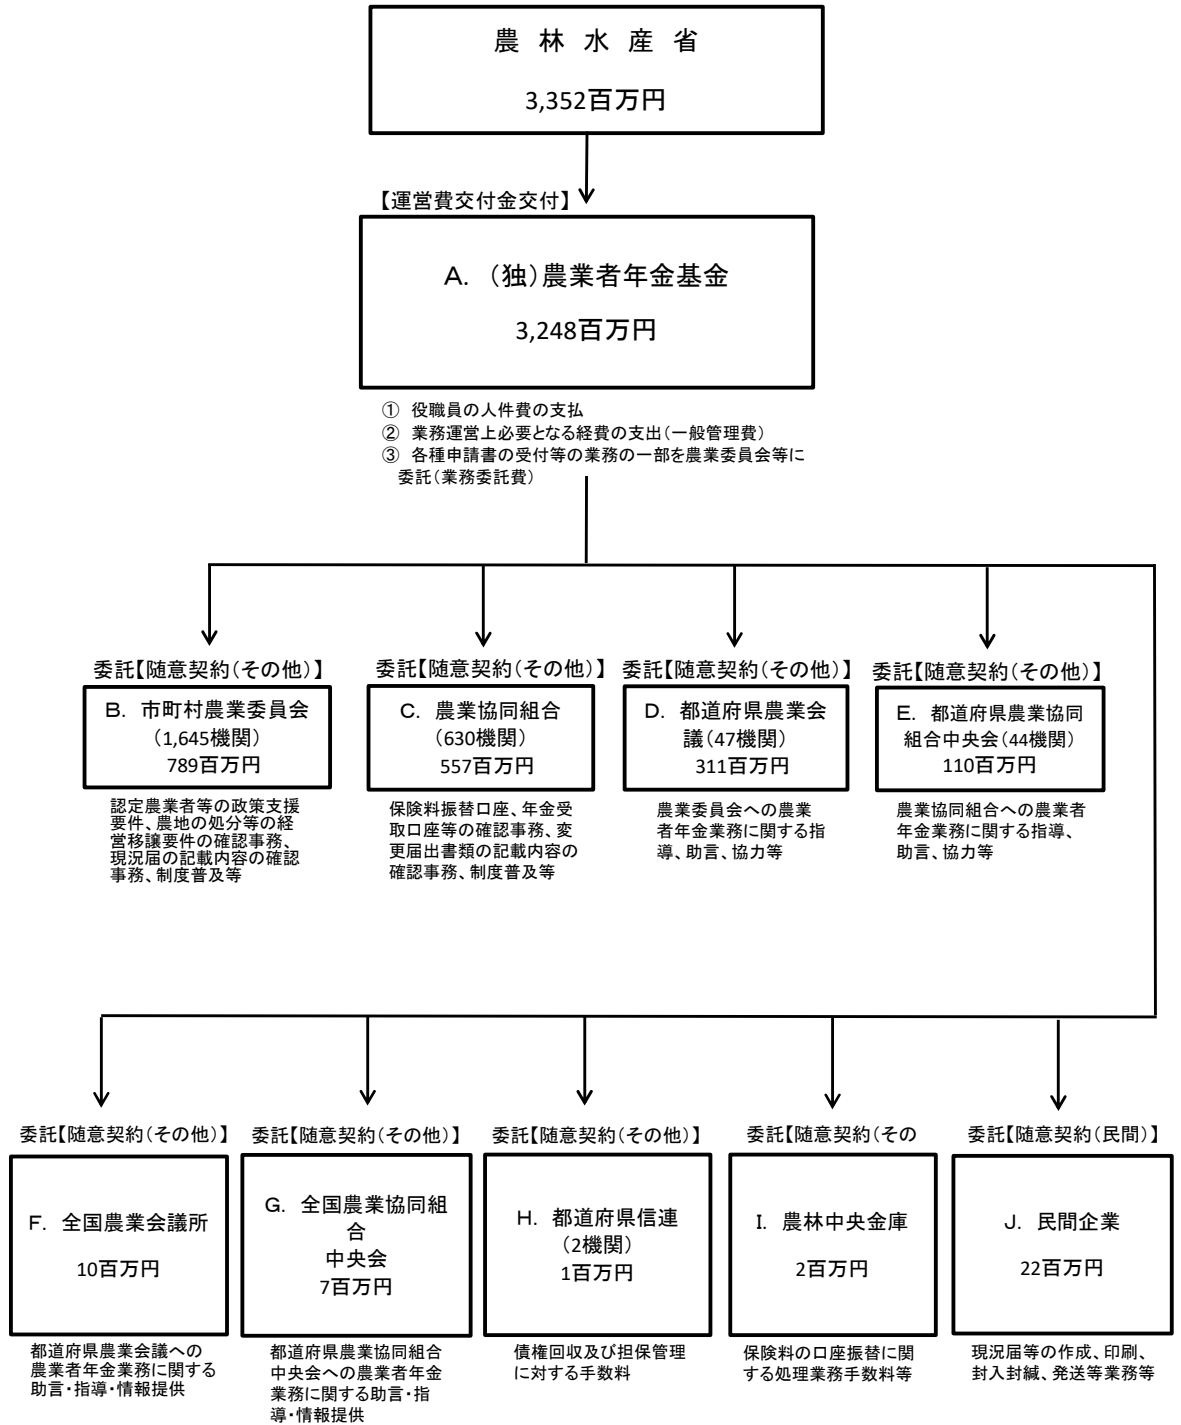 農林水産省
3,352百万円
【運営費交付金交付】
A. （独）農業者年金基金
3,248百万円
① 役職員の人件費の支払
② 業務運営上必要となる経費の支出（一般管理費）
③ 各種申請書の受付等の業務の一部を農業委員会等に
委託（業務委託費）
委託【随意契約（その他）】
B. 市町村農業委員会
（1,645機関）
789百万円
認定農業者等の政策支援
要件、農地の処分等の経
営移譲要件の確認事務、
現況届の記載内容の確認
事務、制度普及等
委託【随意契約（その他）】
C. 農業協同組合
（630機関）
557百万円
保険料振替口座、年金受
取口座等の確認事務、変
更届出書類の記載内容の
確認事務、制度普及等
委託【随意契約（その他）】
D. 都道府県農業会
議（47機関）
311百万円
農業委員会への農業
者年金業務に関する指
導、助言、協力等
委託【随意契約（その他）】
E. 都道府県農業協同
組合中央会（44機関）
110百万円
農業協同組合への農業者
年金業務に関する指導、
助言、協力等
委託【随意契約（その他）】
F. 全国農業会議所
10百万円
都道府県農業会議への
農業者年金業務に関する
助言・指導・情報提供
委託【随意契約（その他）】
G. 全国農業協同組
合
中央会
7百万円
都道府県農業協同組合
中央会への農業者年金
業務に関する助言・指
導・情報提供
委託【随意契約（その他）】
H. 都道府県信連
（2機関）
1百万円
債権回収及び担保管理
に対する手数料
委託【随意契約（その
I. 農林中央金庫
2百万円
保険料の口座振替に関
する処理業務手数料等
委託【随意契約（民間）】
J. 民間企業
22百万円
現況届等の作成、印刷、
封入封緘、発送等業務等